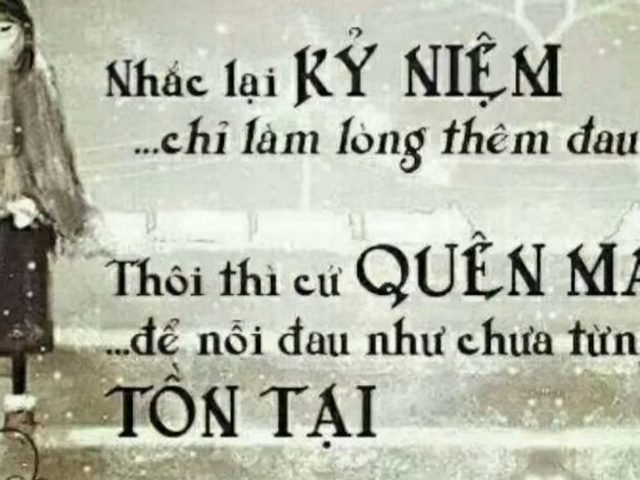 Nhắc lại KỶ NIỆM
...chỉ làm lòng thêm đau
Thôi thì cứ QUÊN
...để nỗi đau như chưa từn
TỒN TẠI